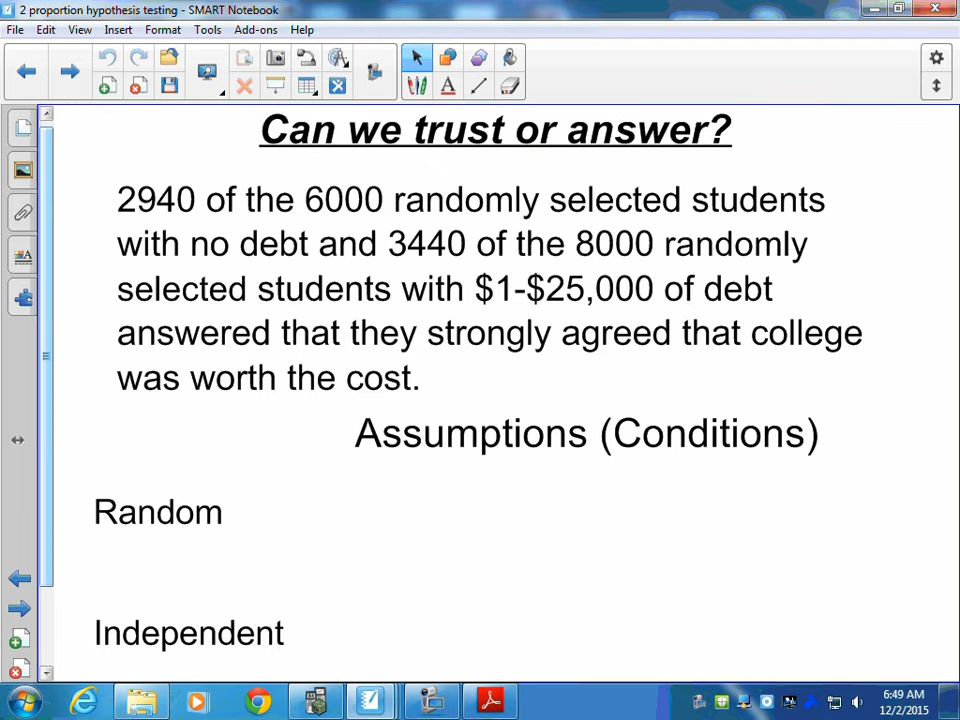 2 proportion hypothesis testing - SMART Notebook
File Edit View Insert Format Tools Add-ons Help
Can we trust or answer?
2940 of the 6000 randomly selected students
with no debt and 3440 of the 8000 randomly
selected students with $1-$25,000 of debt
answered that they strongly agreed that college
was worth the cost.
Assumptions (Conditions)
Random
Independent
6:49 AM
12/2/2015